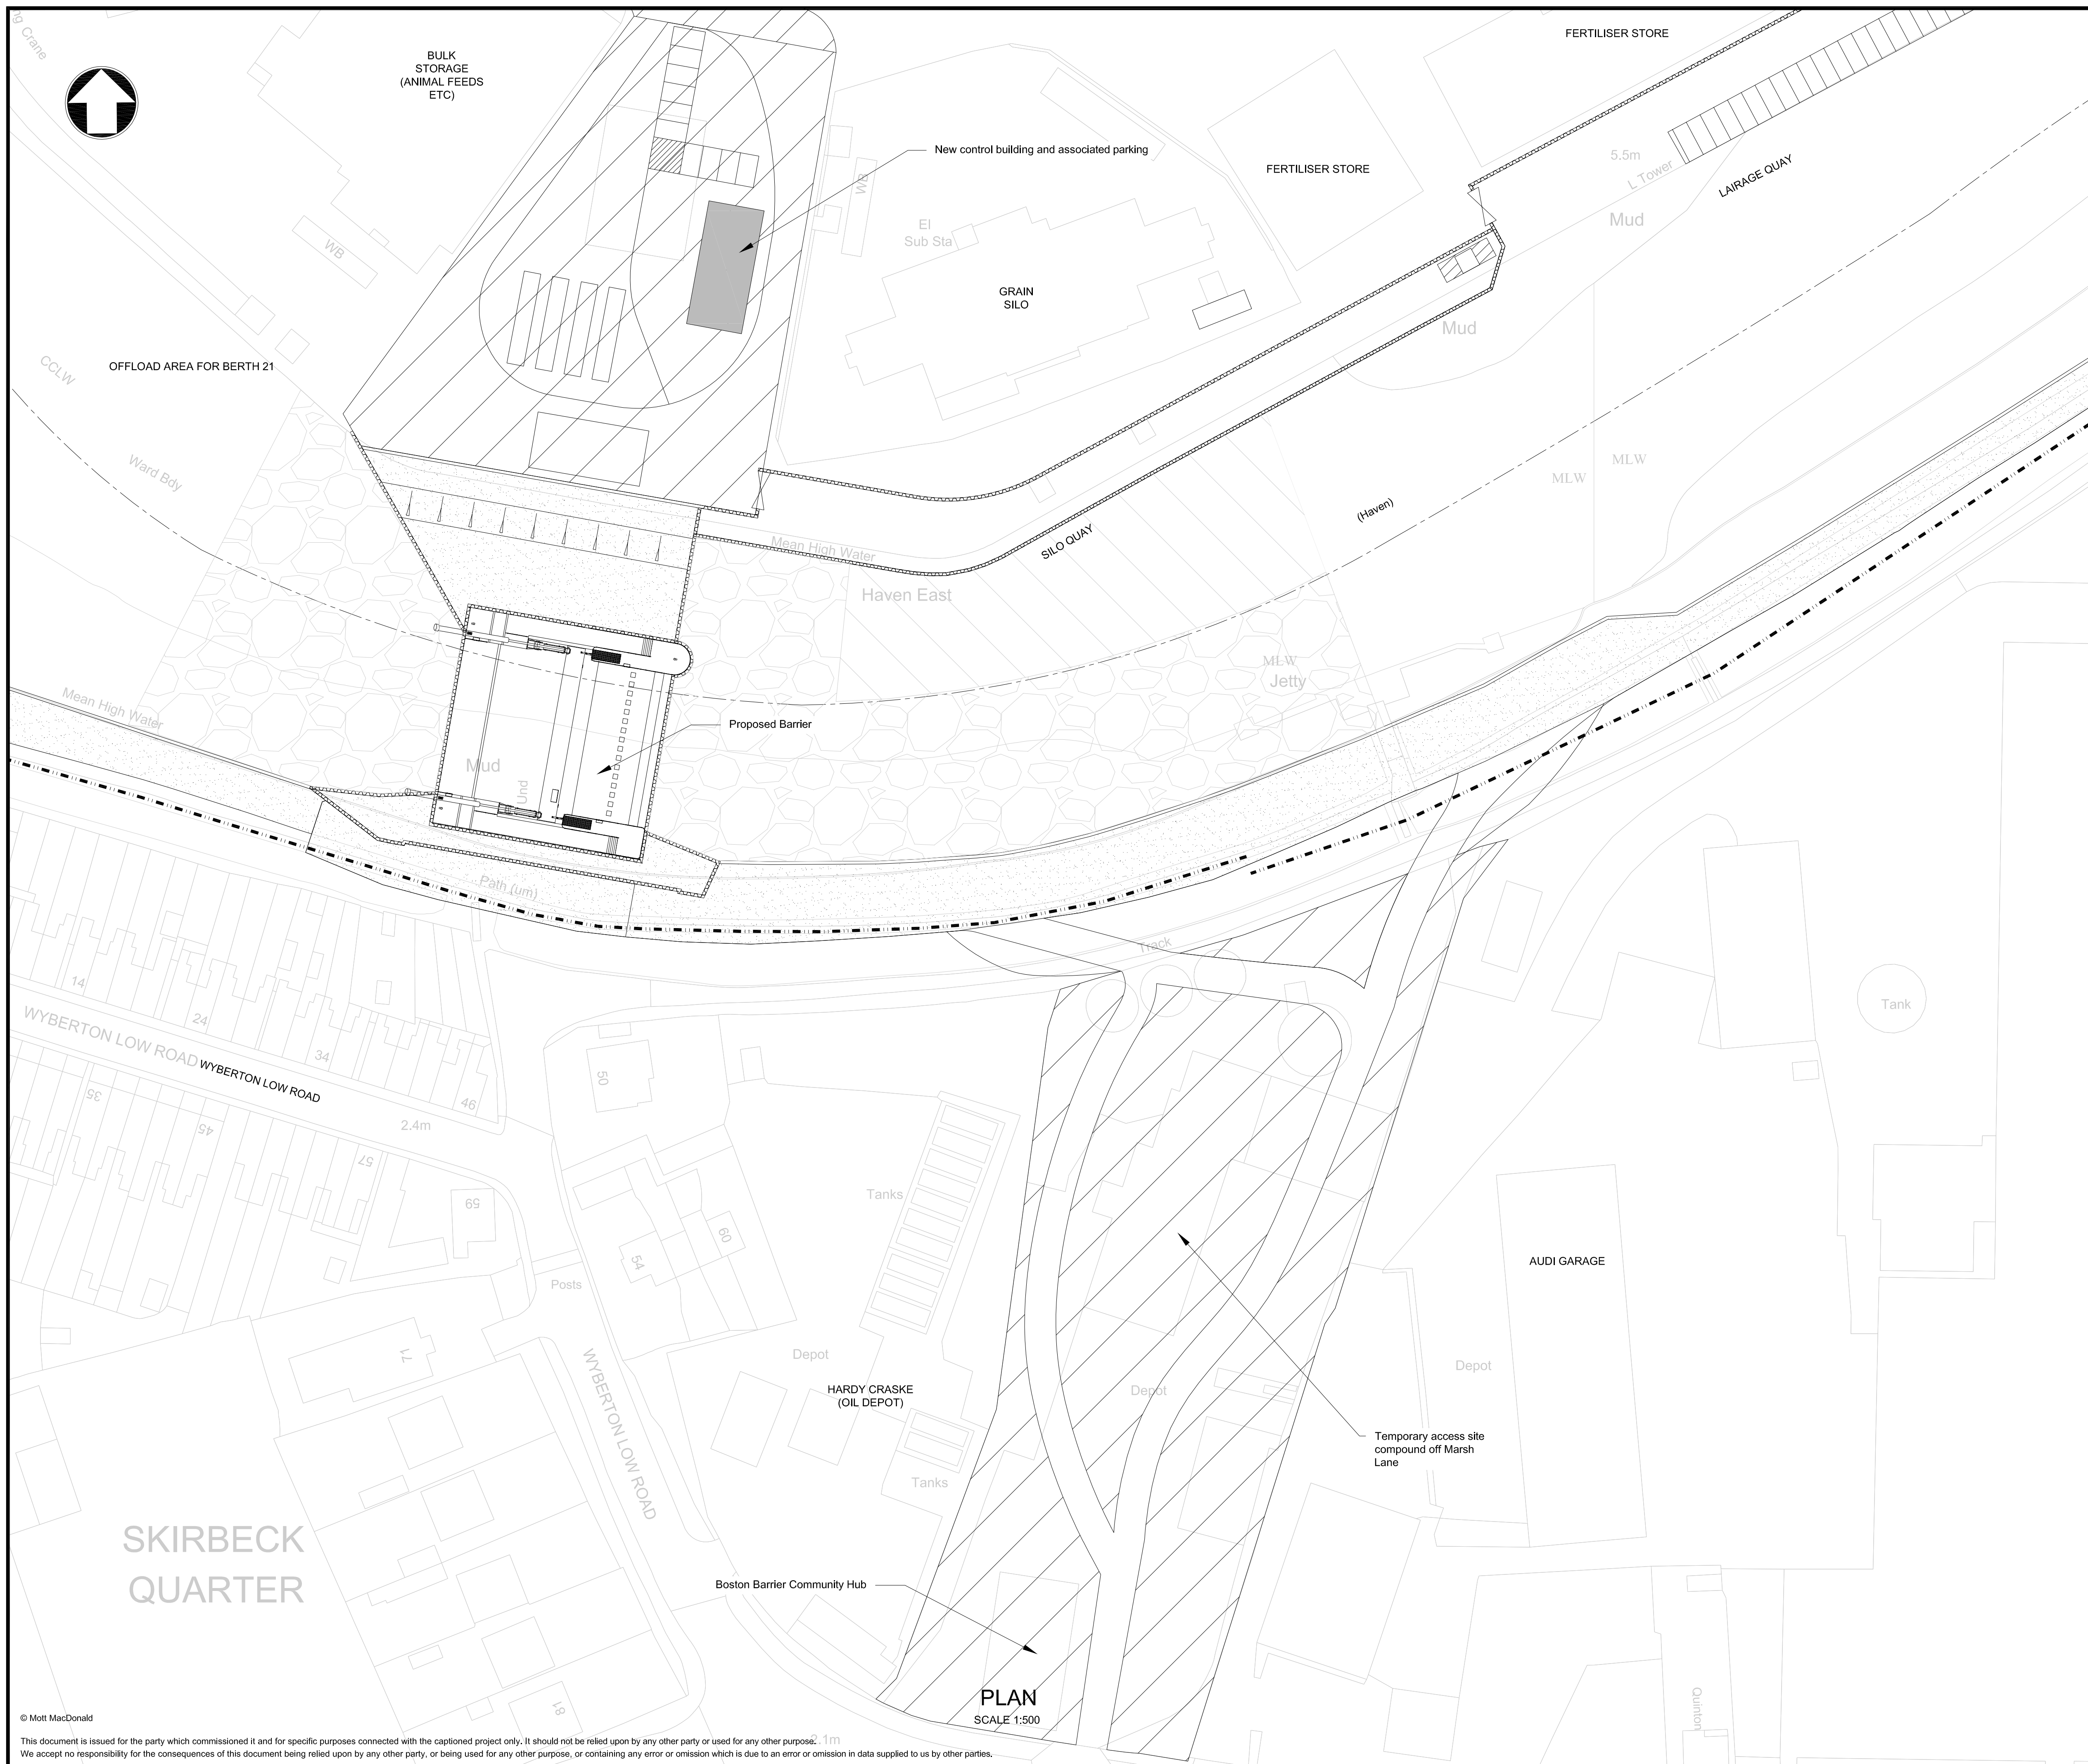 ng Crane
BULK
STORAGE
(ANIMAL FEEDS
ETC)
FERTILISER STORE
New control building and associated parking
WB
El
Sub Sta
FERTILISER STORE
5.5m
L Tower
LAIRAGE QUAY
Mud
WB
GRAIN
SILO
Mud
CCLW
OFFLOAD AREA FOR BERTH 21
Ward Bdy
MLW
MLW
(Haven)
SILO QUAY
Mean High Water
Haven East
MLW
Jetty
Mean High Water
Proposed Barrier
Mud
Und
Path (um)
Track
14
24
34
46
WYBERTON LOW ROAD
WYBERTON LOW ROAD
35
45
57
2.4m
50
Tank
59
54
60
Tanks
Posts
AUDI GARAGE
71
Depot
HARDY CRASKE
(OIL DEPOT)
Depot
Depot
WYBERTON LOW ROAD
Temporary access site
compound off Marsh
Lane
Tanks
SKIRBECK
QUARTER
Boston Barrier Community Hub
81
Quinton
PLAN
SCALE 1:500
2.1m
© Mott MacDonald
This document is issued for the party which commissioned it and for specific purposes connected with the captioned project only. It should not be relied upon by any other party or used for any other purpose.
We accept no responsibility for the consequences of this document being relied upon by any other party, or being used for any other purpose, or containing any error or omission which is due to an error or omission in data supplied to us by other parties.